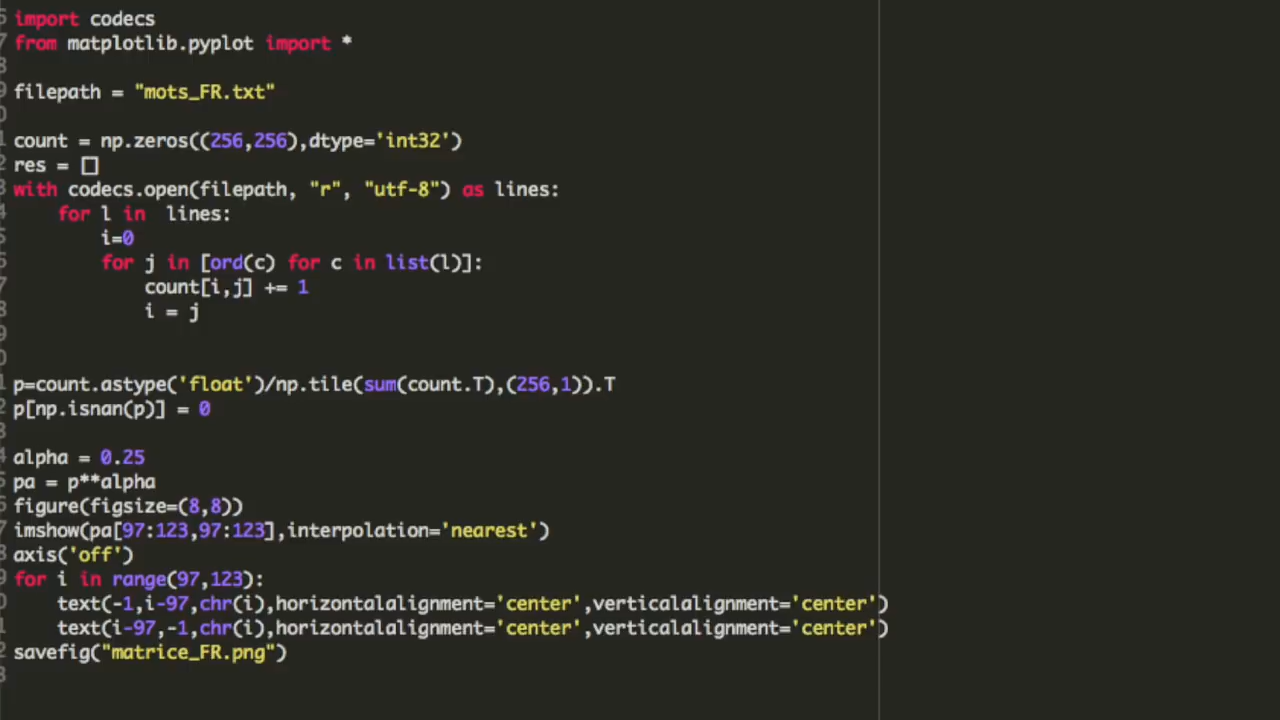 import codecs
from matplotlib.pyplot import *
filepath = "mots_FR.txt"
count = np.zeros((256,256),dtype='int32')
res = []
with codecs.open(filepath, "r", "utf-8") as lines:
    for l in  lines:
        i=0
        for j in [ord(c) for c in list(l)]:
            count[i,j] += 1
            i = j
p=count.astype('float')/np.tile(sum(count.T),(256,1)).T
p[np.isnan(p)] = 0
alpha = 0.25
pa = p**alpha
figure(figsize=(8,8))
imshow(pa[97:123,97:123],interpolation='nearest')
axis('off')
for i in range(97,123):
    text(-1,i-97,chr(i),horizontalalignment='center',verticalalignment='center')
    text(i-97,-1,chr(i),horizontalalignment='center',verticalalignment='center')
savefig("matrice_FR.png")